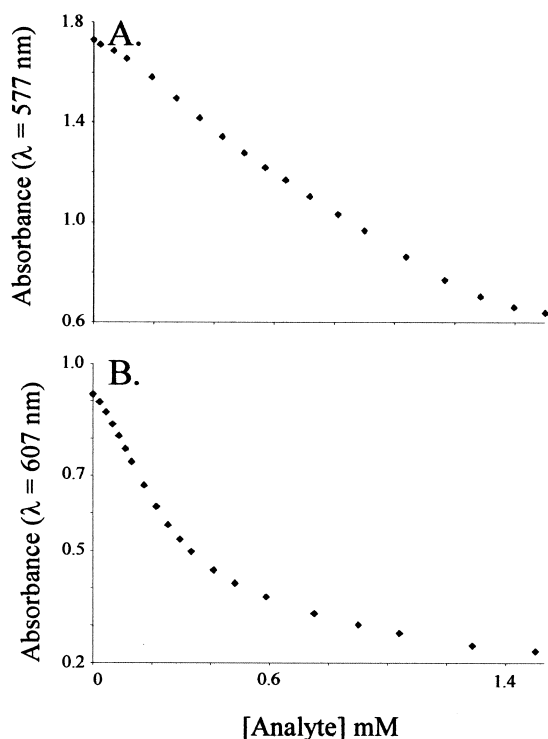 A.
Absorbance (λ = 577 nm)
1.8
1.4
1.0
0.6
B.
Absorbance (λ = 607 nm)
1.0
0.7
0.5
0.2
0
0.6
1.4
[Analyte] mM